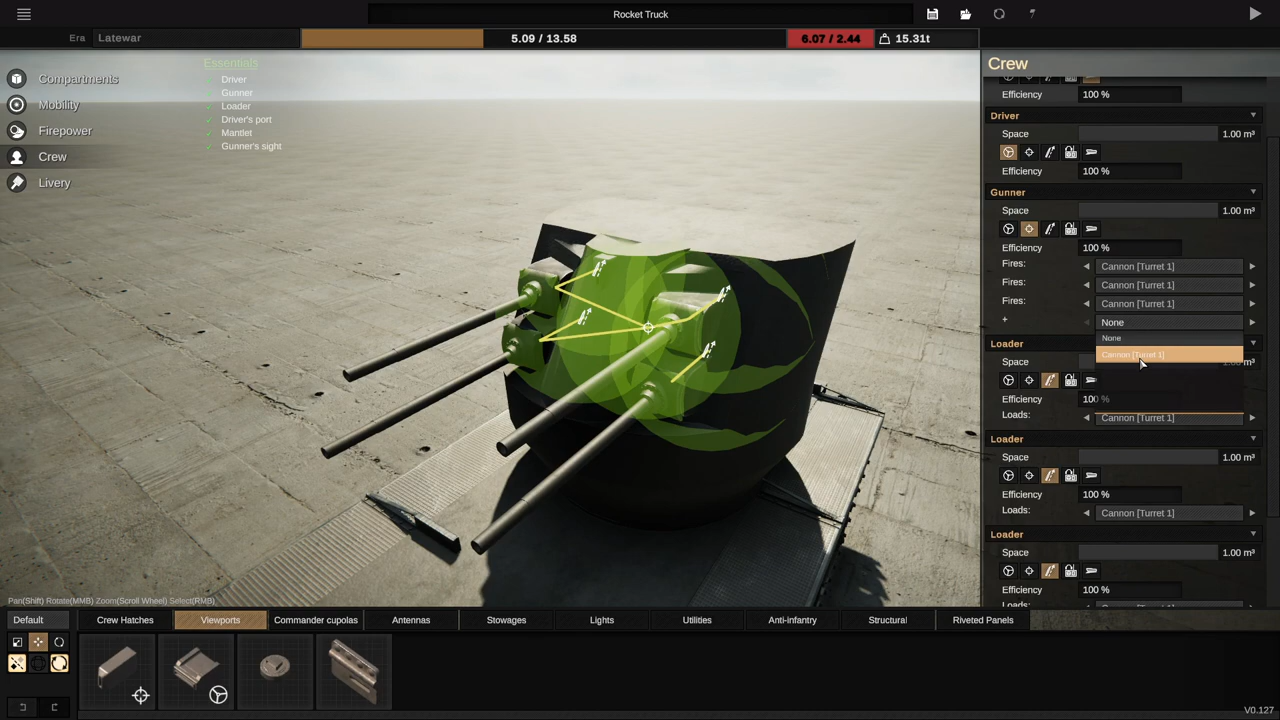 Rocket Truck
Era
Latewar
5.09 / 13.58
6.07 / 2.44
15.31t
Compartments
Mobility
Firepower
Crew
Livery
Essentials
Driver
Gunner
Loader
Driver's port
Mantlet
Gunner's sight
Crew
Efficiency
100 %
Driver
Space
1.00 m³
Efficiency
100 %
Gunner
Space
1.00 m³
Efficiency
100 %
Fires:
Cannon [Turret 1]
Fires:
Cannon [Turret 1]
Fires:
Cannon [Turret 1]
+
None
None
Cannon [Turret 1]
Loader
Space
1.00 m³
Efficiency
100 %
Loads:
Cannon [Turret 1]
Loader
Space
1.00 m³
Efficiency
100 %
Loads:
Cannon [Turret 1]
Loader
Space
1.00 m³
Efficiency
100 %
Loads:
Pan(Shift) Rotate(MMB) Zoom(Scroll Wheel) Select(RMB)
Default
Crew Hatches
Viewports
Commander cupolas
Antennas
Stowages
Lights
Utilities
Anti-infantry
Structural
Riveted Panels
V0.127